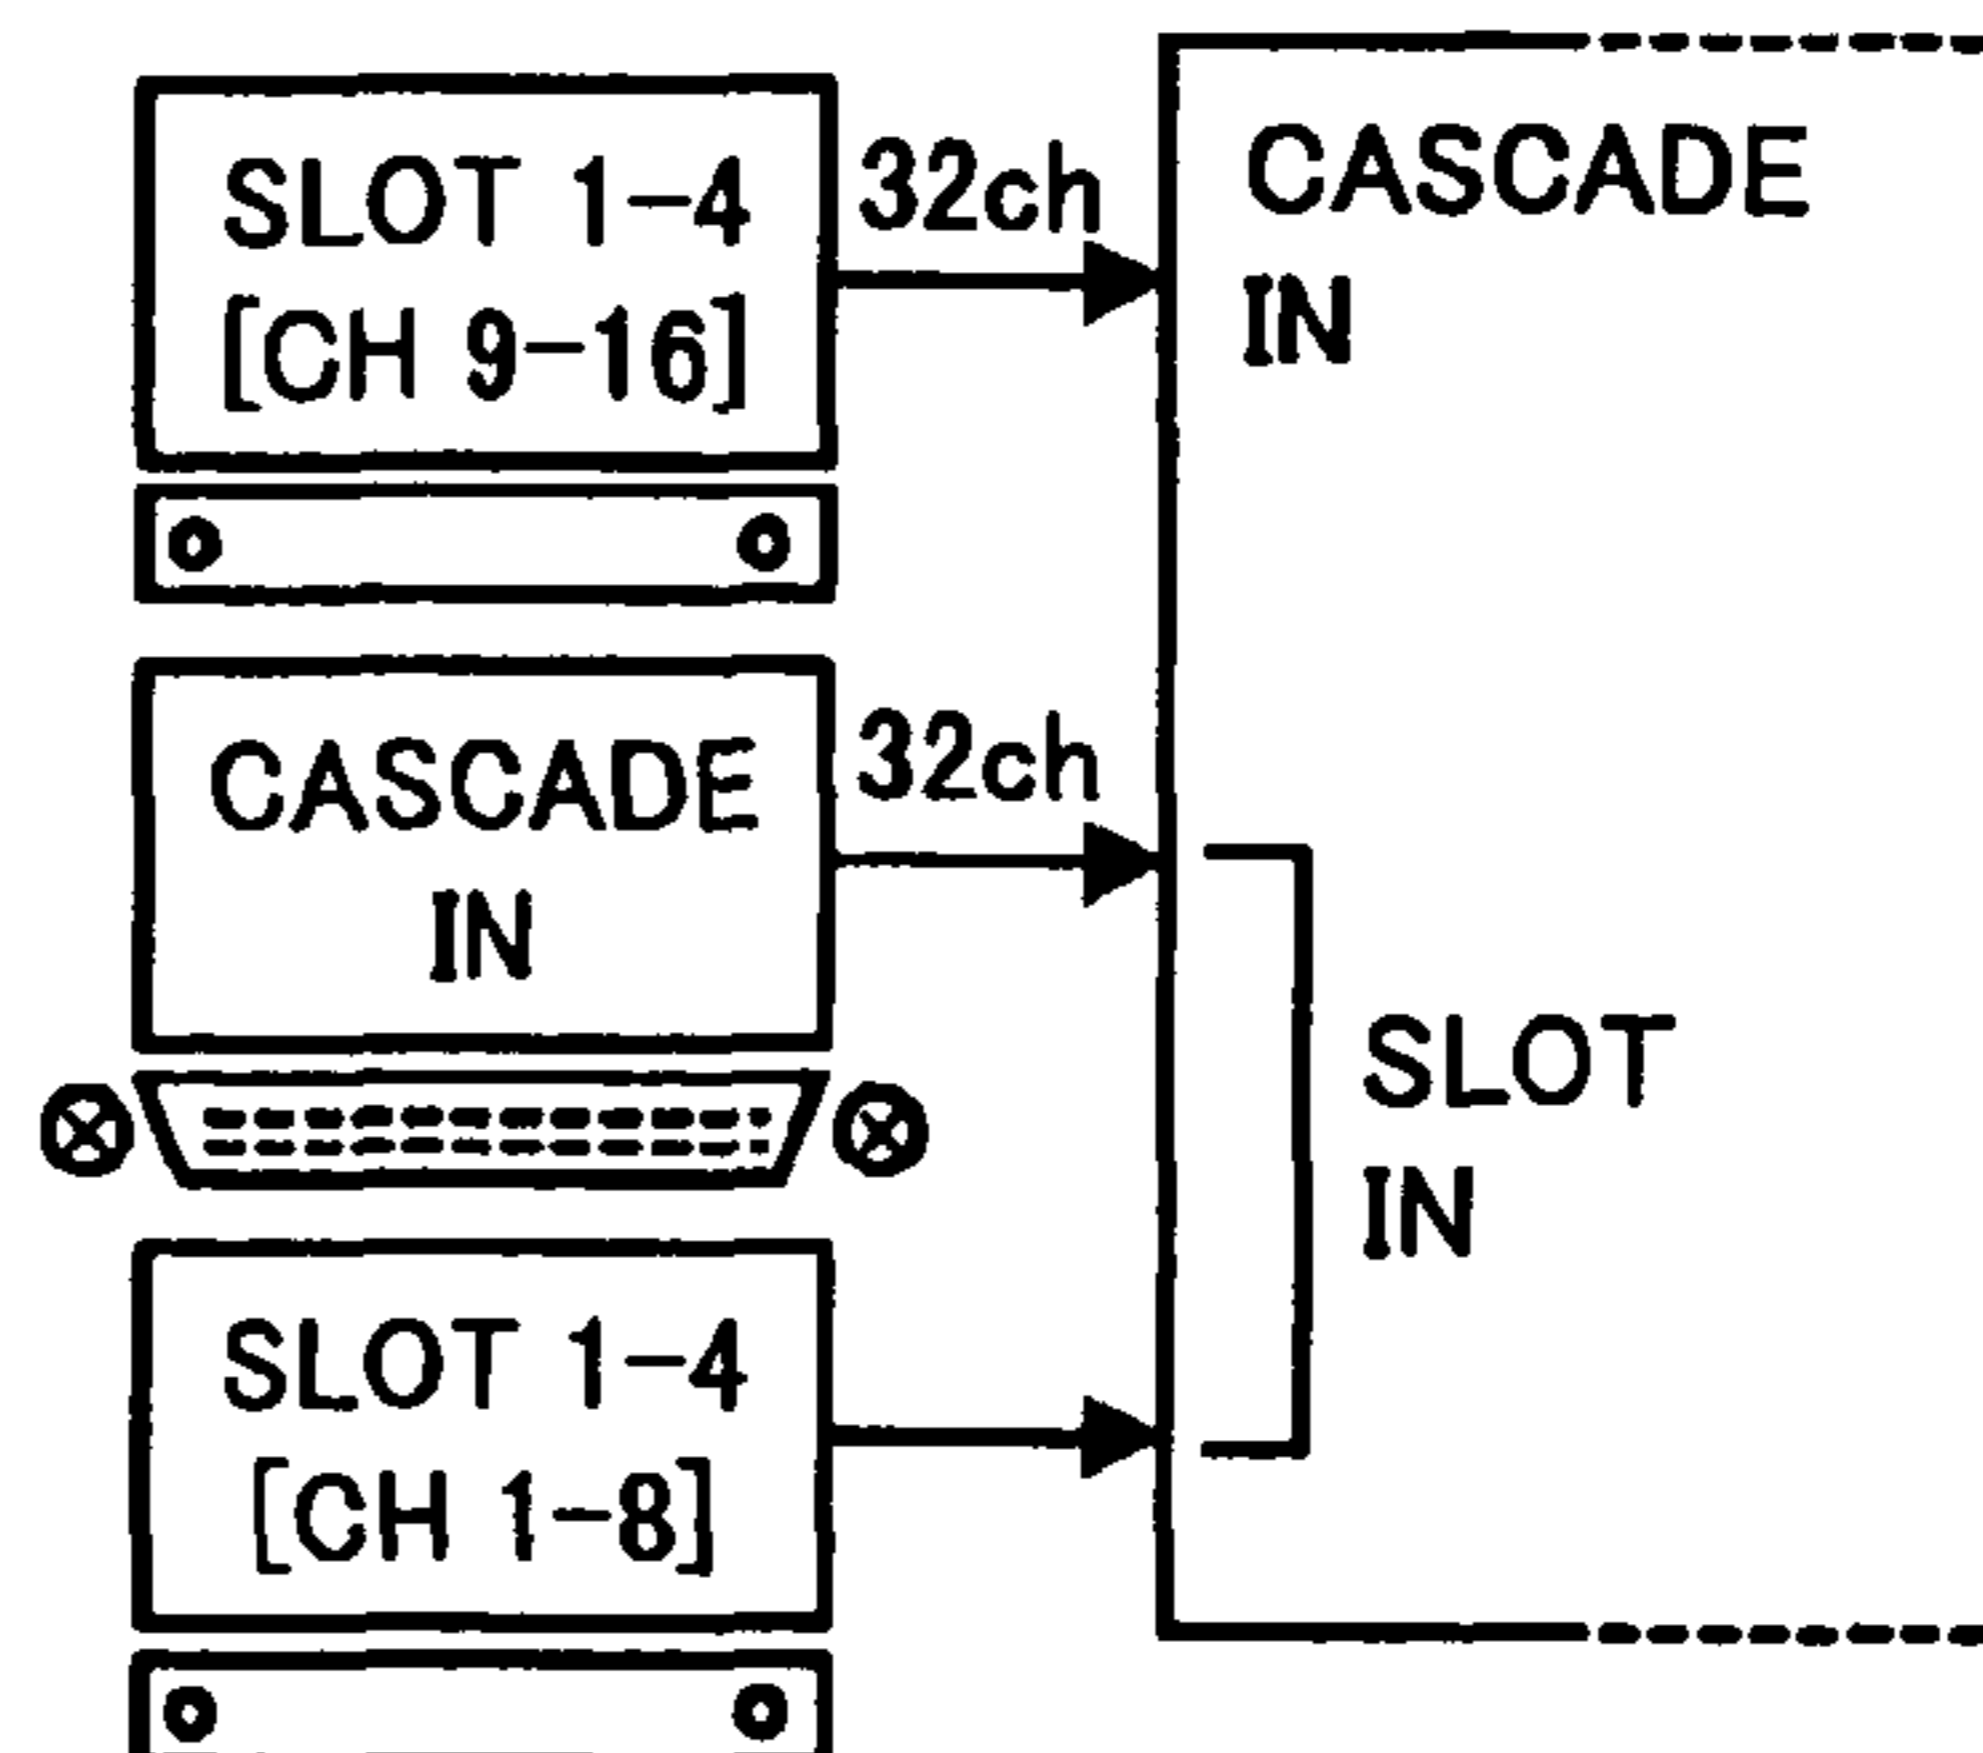 SLOT 1-4
[CH 9-16]
32ch
CASCADE
IN
CASCADE
IN
32ch
SLOT
IN
SLOT 1-4
[CH 1-8]